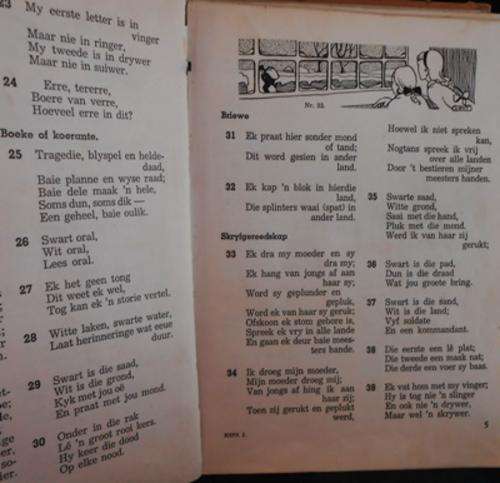 23 My eerste letter is in
vinger
Maar nie in ringer,
My tweede is in drywer
Maar nie in suiwer.
24 Erre, tererre,
Boere van verre,
Hoeveel erre in dit?
Boeke of koerante.
25 Tragedie, blyspel en helde-
daad,
Baie planne en wyse raad;
Baie dele maak 'n hele,
Soms dun, soms dik —
Een geheel, baie oulik.
26 Swart oral,
Wit oral,
Lees oral.
27 Ek het geen tong
Dit weet ek wel,
Tog kan ek 'n storie vertel.
28 Witte laken, swarte water,
Laat herinneringe wat eeue
duur.
29 Swart is die saad,
Wit is die grond,
Kyk met jou oë
En praat met jou mond.
30 Onder in die rak
Lê 'n groot rooi kees.
Hy keer die dood
Op elke nood.
Nr. 22.
Briewe
31 Ek praat hier sonder mond
of tand;
Dit word gesien in ander
land.
32 Ek kap 'n blok in hierdie
land,
Die splinters waai (spat) in
ander land.
Skryfgereedskap
33 Ek dra my moeder en sy
dra my;
Ek hang van jongs af aan
haar sy;
Word sy geplunder en
gepluk,
Word ek van haar sy geruk;
Ofskoon ek stom gebore is,
Spreek ek vry in alle lande
En gaan ek deur baie mees-
ters hande.
34 Ik droeg mijn moeder,
Mijn moeder droeg mij;
Van jongs af hing ik aan
haar zij;
Toen zij gerukt en geplukt
werd,
Hoewel ik niet spreken
kan,
Nogtans spreek ik vrij
over alle landen
Door 't bestieren mijner
meesters handen.
35 Swarte saad,
Witte grond,
Saai met die hand,
Pluk met die mond.
Werd ik van haar zij
gerukt;
36 Swart is die pad,
Dun is die draad
Wat jou groete bring.
37 Swart is die sand,
Wit is die land;
Vyf soldate
En een kommandant.
38 Die eerste een lê plat;
Die tweede een maak nat;
Die derde een voer sy baas.
39 Ek vat hom met my vinger;
Hy is tog nie 'n slinger
En ook nie 'n drywer,
Maar wel 'n skrywer.
5